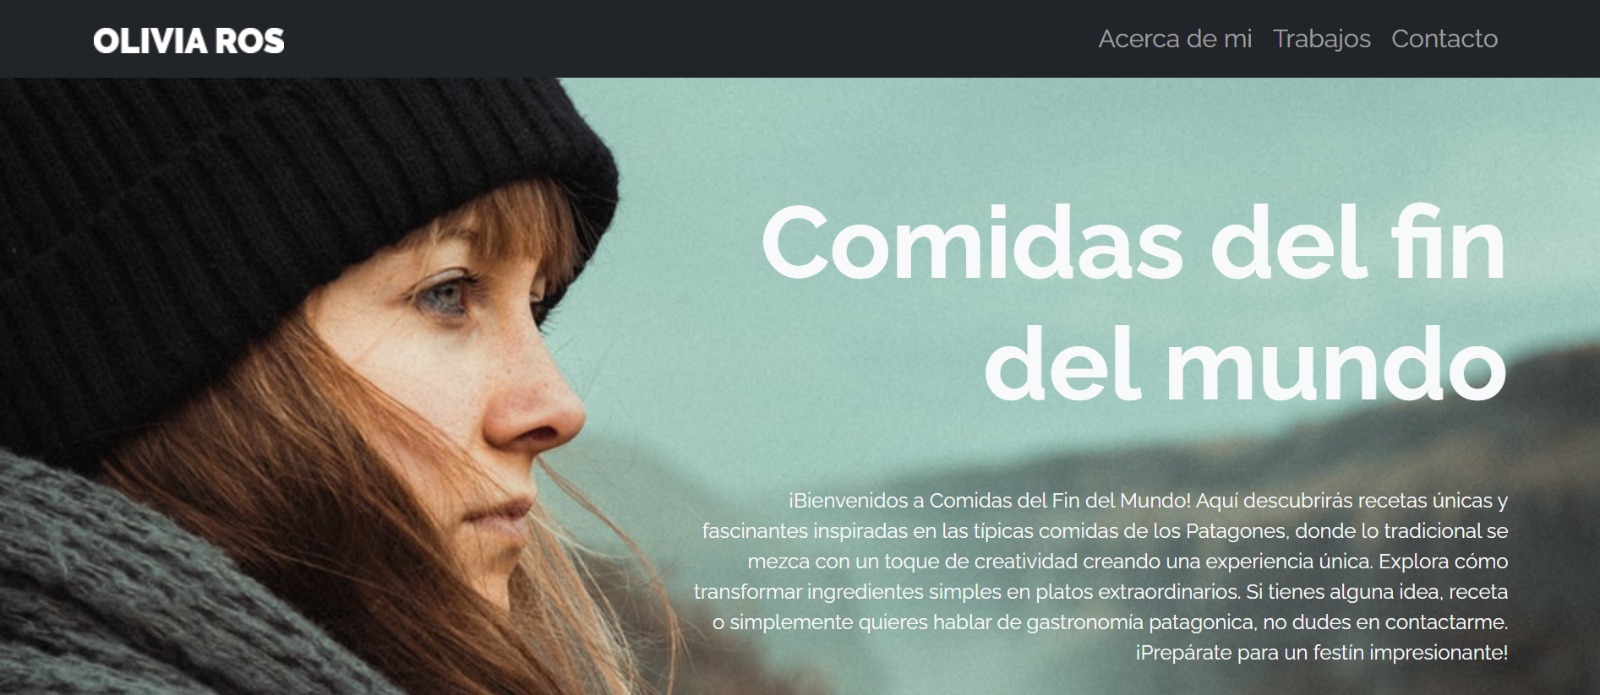 OLIVIA ROS
Acerca de mi Trabajos Contacto
Comidas del fin
del mundo
¡Bienvenidos a Comidas del Fin del Mundo! Aquí descubrirás recetas únicas y
fascinantes inspiradas en las típicas comidas de los Patagones, donde lo tradicional se
mezca con un toque de creatividad creando una experiencia única. Explora cómo
transformar ingredientes simples en platos extraordinarios. Si tienes alguna idea, receta
o simplemente quieres hablar de gastronomía patagonica, no dudes en contactarme.
¡Prepárate para un festín impresionante!